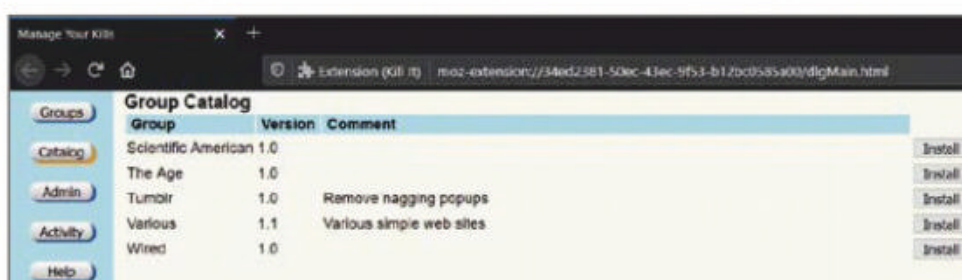 Manage Your Kills
Extension (Kill It) moz-extension://34ed2381-50ec-43ec-9f53-b12bc0585a00/dlgMain.html
Groups
Catalog
Admin
Activity
Help
Group Catalog
Group Version Comment
Scientific American 1.0 Install
The Age 1.0 Install
Tumblr 1.0 Remove nagging popups Install
Various 1.1 Various simple web sites Install
Wired 1.0 Install